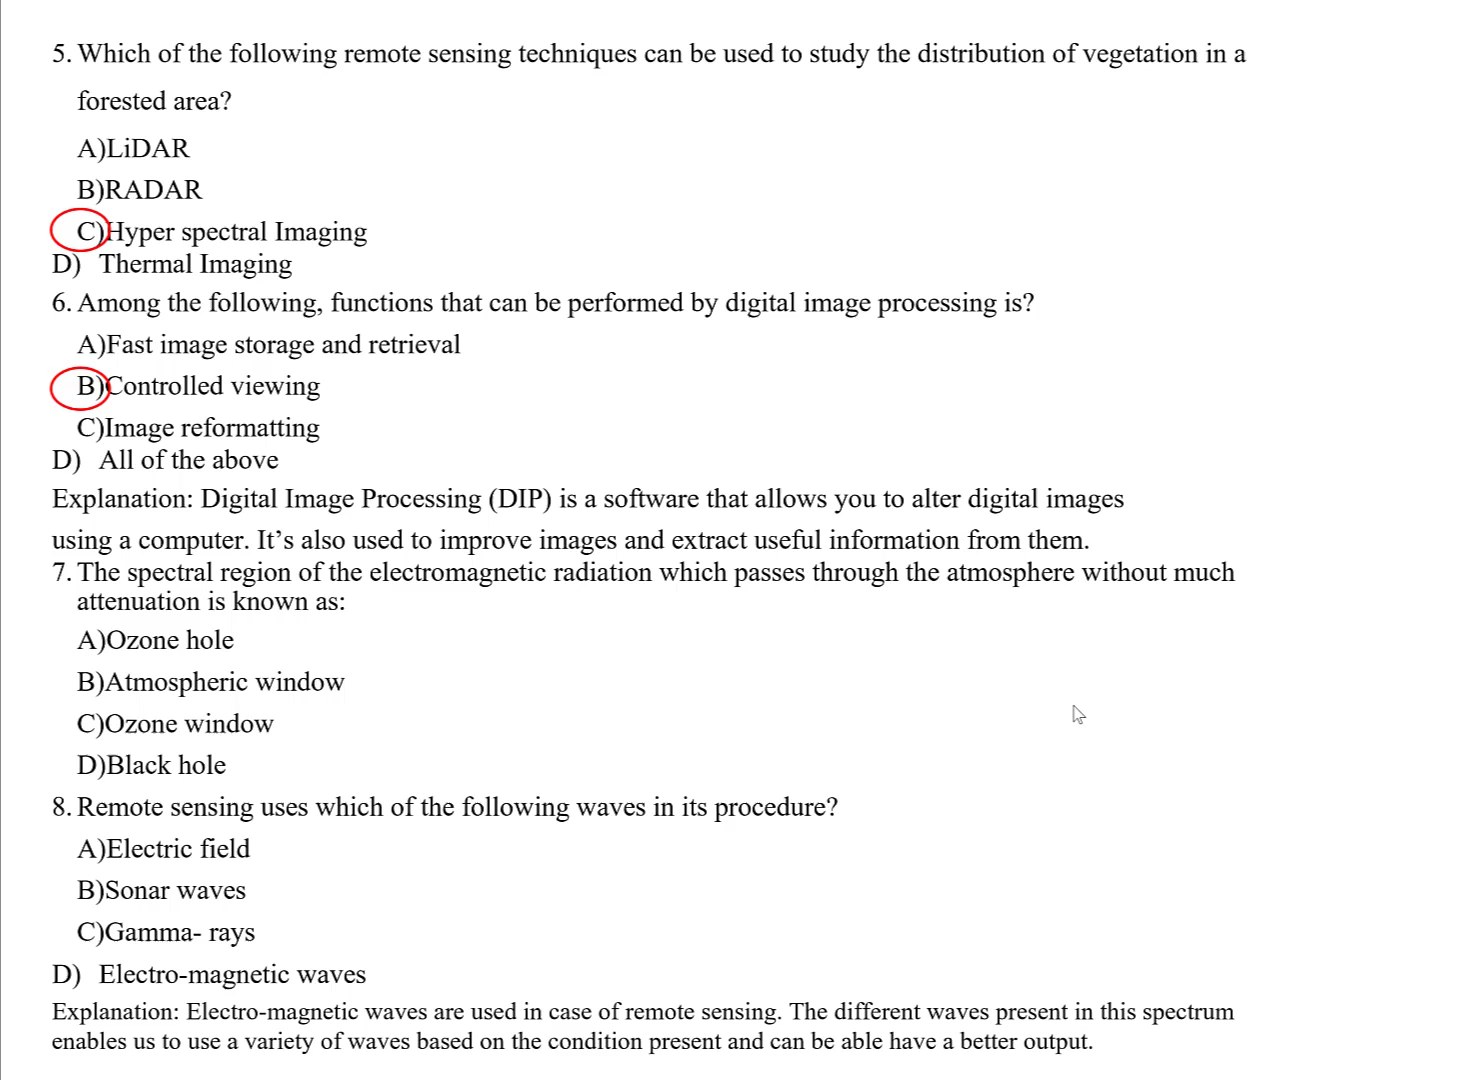 5. Which of the following remote sensing techniques can be used to study the distribution of vegetation in a
forested area?
A)LiDAR
B)RADAR
C)Hyper spectral Imaging
D) Thermal Imaging
6. Among the following, functions that can be performed by digital image processing is?
A)Fast image storage and retrieval
B)Controlled viewing
C)Image reformatting
D) All of the above
Explanation: Digital Image Processing (DIP) is a software that allows you to alter digital images
using a computer. It’s also used to improve images and extract useful information from them.
7. The spectral region of the electromagnetic radiation which passes through the atmosphere without much
attenuation is known as:
A)Ozone hole
B)Atmospheric window
C)Ozone window
D)Black hole
8. Remote sensing uses which of the following waves in its procedure?
A)Electric field
B)Sonar waves
C)Gamma- rays
D) Electro-magnetic waves
Explanation: Electro-magnetic waves are used in case of remote sensing. The different waves present in this spectrum
enables us to use a variety of waves based on the condition present and can be able have a better output.